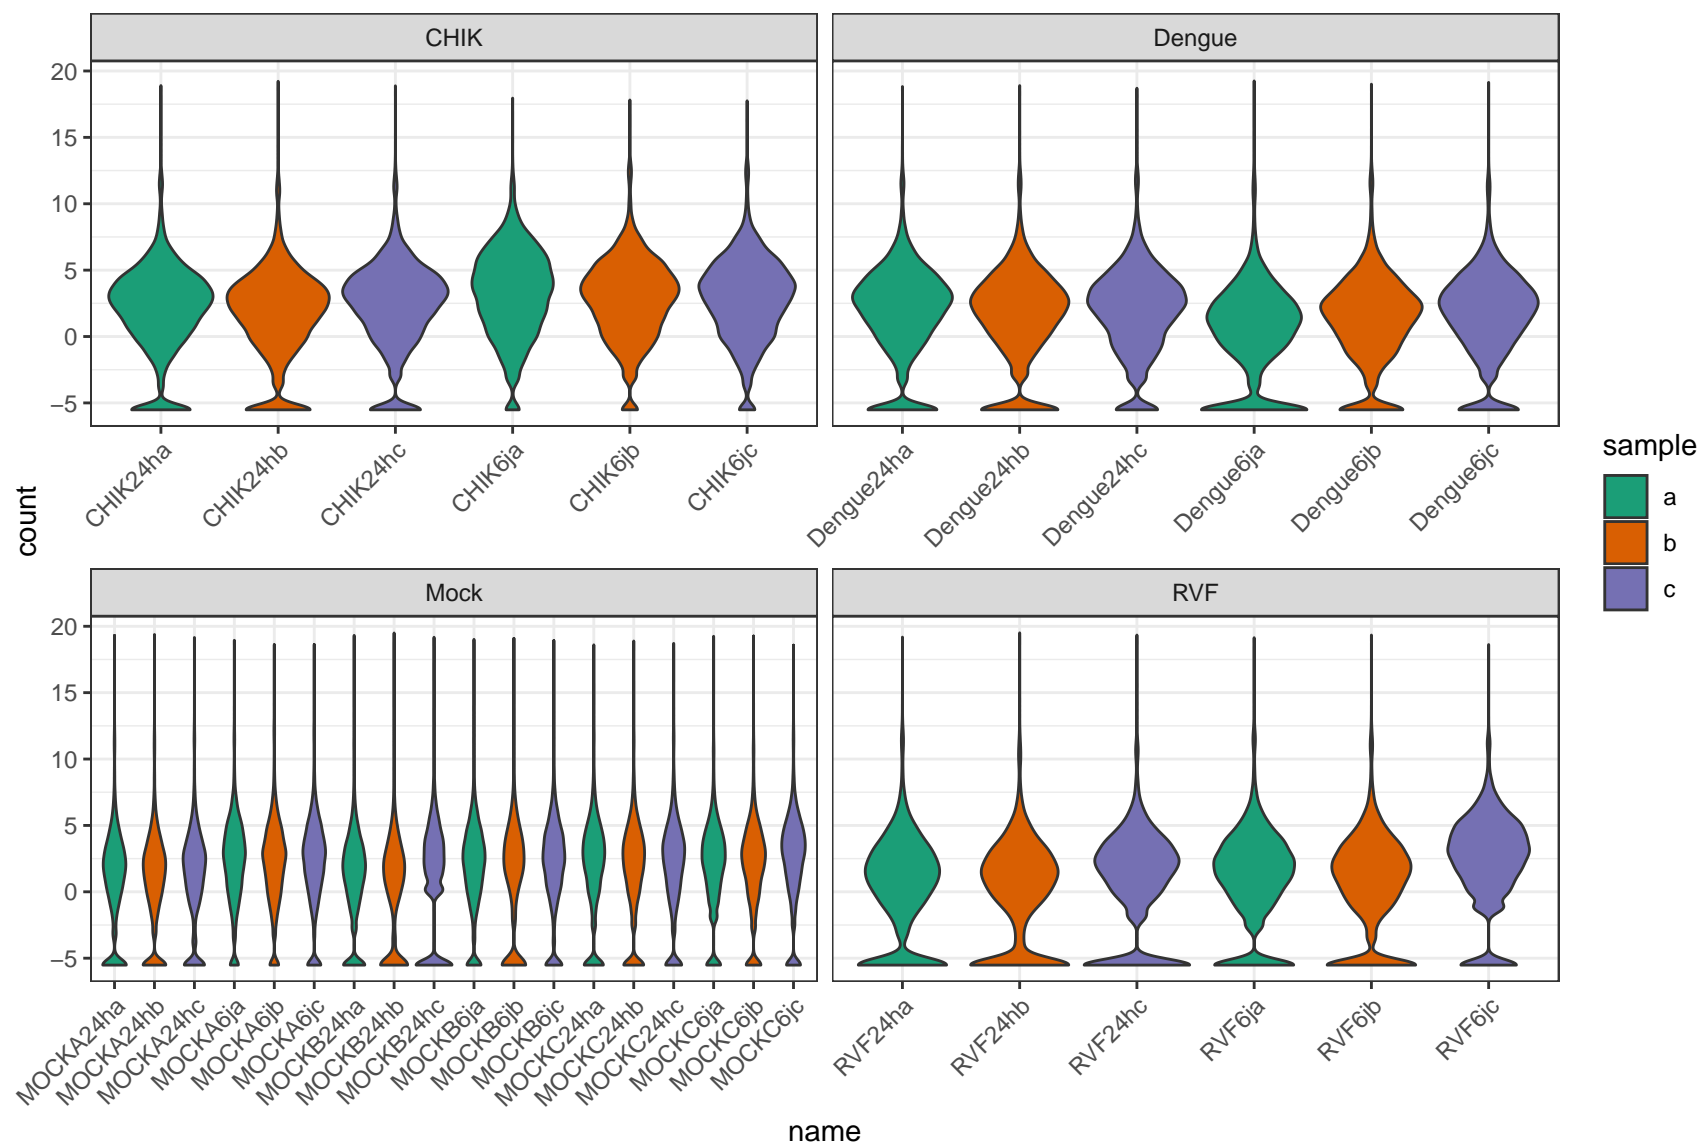 CHIK
Dengue
20
15
10
5
0
−5
CHIK24ha
CHIK24hb
CHIK24hc
CHIK6ja
CHIK6jb
CHIK6jc
Dengue24ha
Dengue24hb
Dengue24hc
Dengue6ja
Dengue6jb
Dengue6jc
count
sample
a
b
c
Mock
RVF
20
15
10
5
0
−5
MOCKA24ha
MOCKA24hb
MOCKA24hc
MOCKA6ja
MOCKA6jb
MOCKA6jc
MOCKB24ha
MOCKB24hb
MOCKB24hc
MOCKB6ja
MOCKB6jb
MOCKB6jc
MOCKC24ha
MOCKC24hb
MOCKC24hc
MOCKC6ja
MOCKC6jb
MOCKC6jc
RVF24ha
RVF24hb
RVF24hc
RVF6ja
RVF6jb
RVF6jc
name